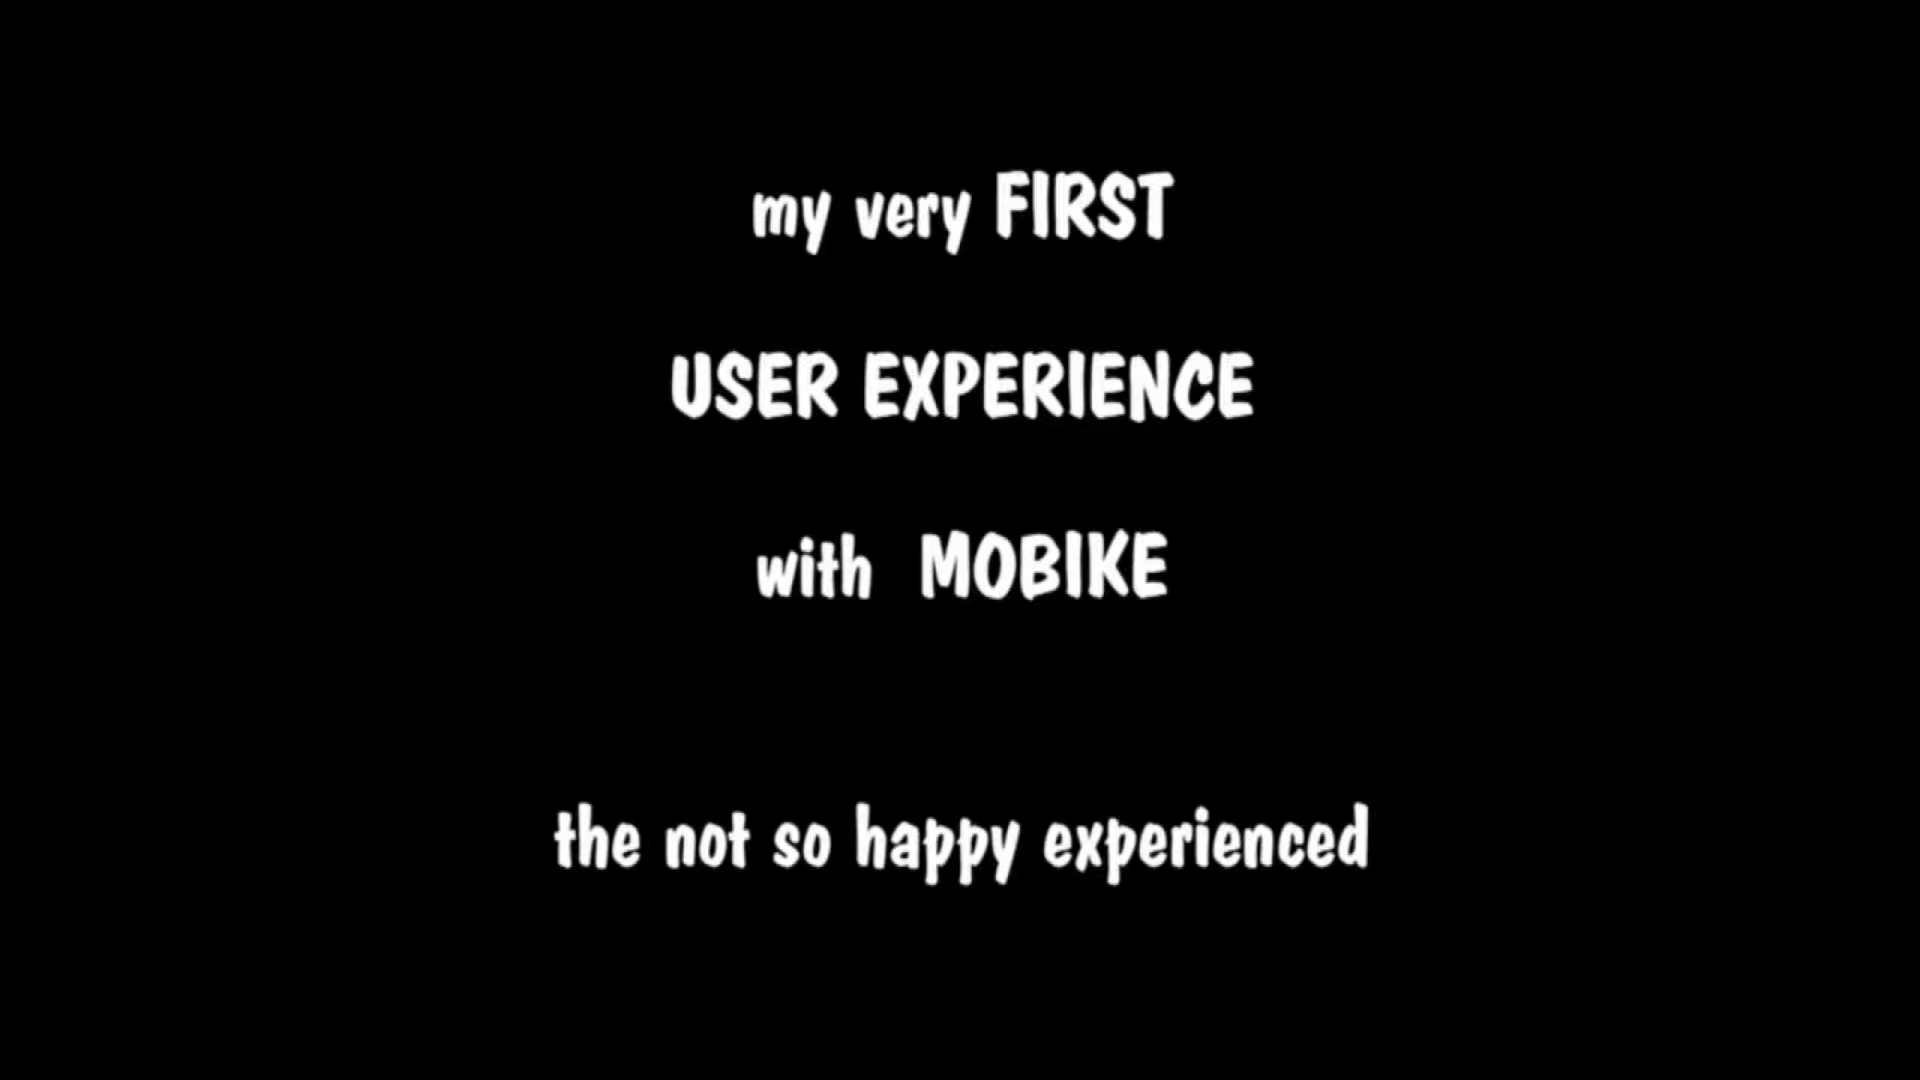 my very FIRST
USER EXPERIENCE
with MOBIKE
the not so happy experienced